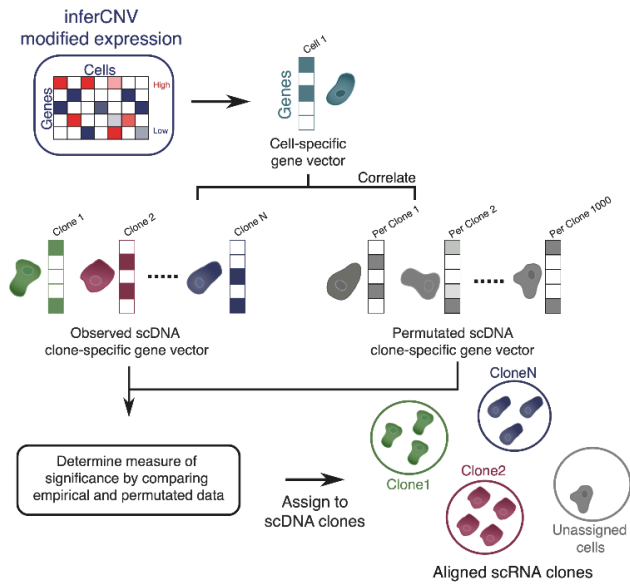 inferCNV
modified expression
Cells
Genes
High
Low
Cell 1
Genes
Cell-specific
gene vector
Correlate
Clone 1
Clone 2
Clone N
Per Clone 1
Per Clone 2
Per Clone 1000
Observed scDNA
clone-specific gene vector
Permutated scDNA
clone-specific gene vector
Determine measure of
significance by comparing
empirical and permutated data
Assign to
scDNA clones
CloneN
Clone1
Clone2
Unassigned
cells
Aligned scRNA clones